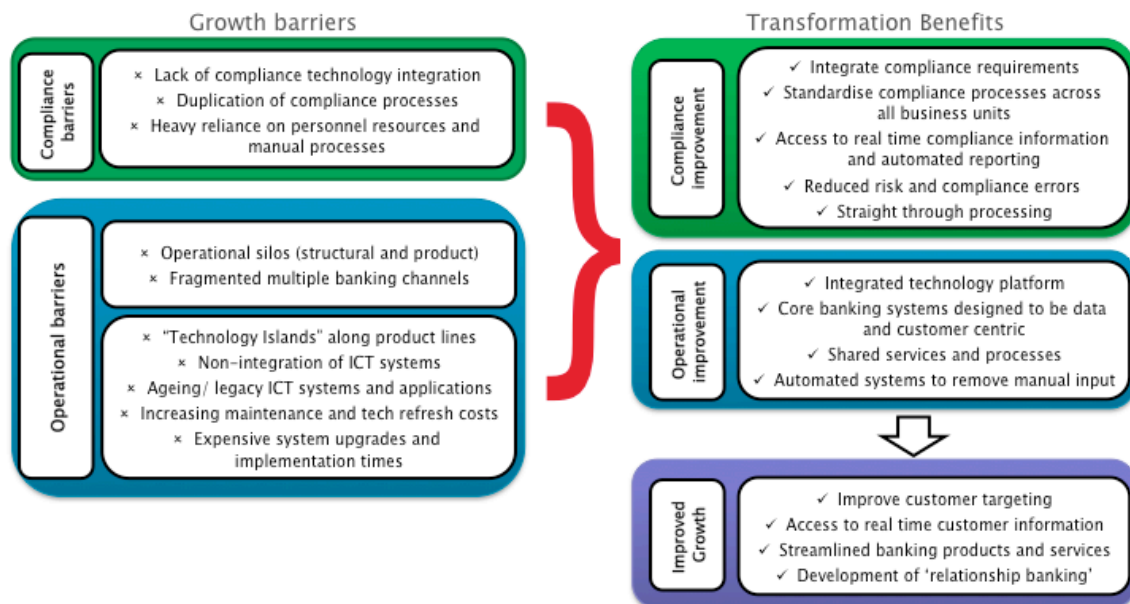 Growth barriers
Compliance
barriers
× Lack of compliance technology integration
× Duplication of compliance processes
× Heavy reliance on personnel resources and
manual processes
Operational barriers
× Operational silos (structural and product)
× Fragmented multiple banking channels
× "Technology Islands" along product lines
× Non-integration of ICT systems
× Ageing/ legacy ICT systems and applications
× Increasing maintenance and tech refresh costs
× Expensive system upgrades and
implementation times
Transformation Benefits
Compliance
improvement
✓ Integrate compliance requirements
✓ Standardise compliance processes across
all business units
✓ Access to real time compliance information
and automated reporting
✓ Reduced risk and compliance errors
✓ Straight through processing
Operational
improvement
✓ Integrated technology platform
✓ Core banking systems designed to be data
and customer centric
✓ Shared services and processes
✓ Automated systems to remove manual input
Improved
Growth
✓ Improve customer targeting
✓ Access to real time customer information
✓ Streamlined banking products and services
✓ Development of ‘relationship banking’